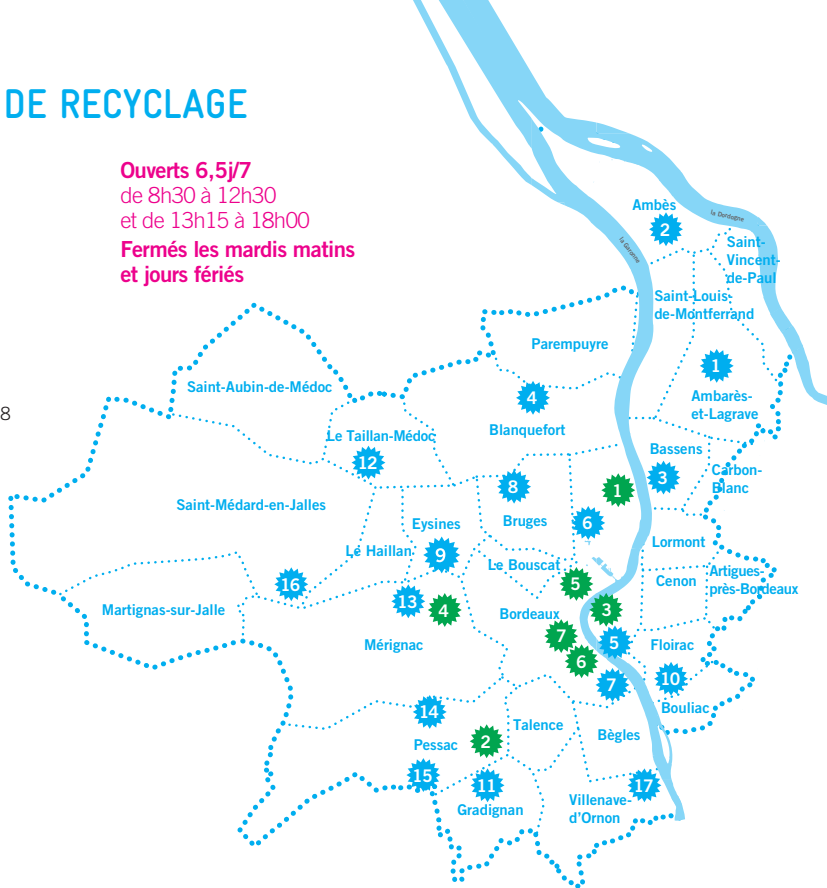 DE RECYCLAGE
Ouverts 6,5j/7
de 8h30 à 12h30
et de 13h15 à 18h00
Fermés les mardis matins
et jours fériés
8
Ambès
2
la Dordogne
la Garonne
Saint-
Vincent-
de-Paul
Saint-Louis-
de-Montferrand
Parempuyre
1
Saint-Aubin-de-Médoc
4
Ambarès-
et-Lagrave
Blanquefort
Le Taillan-Médoc
Bassens
12
3
Carbon-
Blanc
8
1
Saint-Médard-en-Jalles
Bruges
6
Eysines
Lormont
Le Haillan
9
Le Bouscat
16
5
Cenon
Artigues-
près-Bordeaux
13
4
3
Martignas-sur-Jalle
Bordeaux
Mérignac
7
5
Floirac
6
7
10
Bouliac
14
Talence
Pessac
2
Bègles
15
11
17
Gradignan
Villenave-
d'Ornon